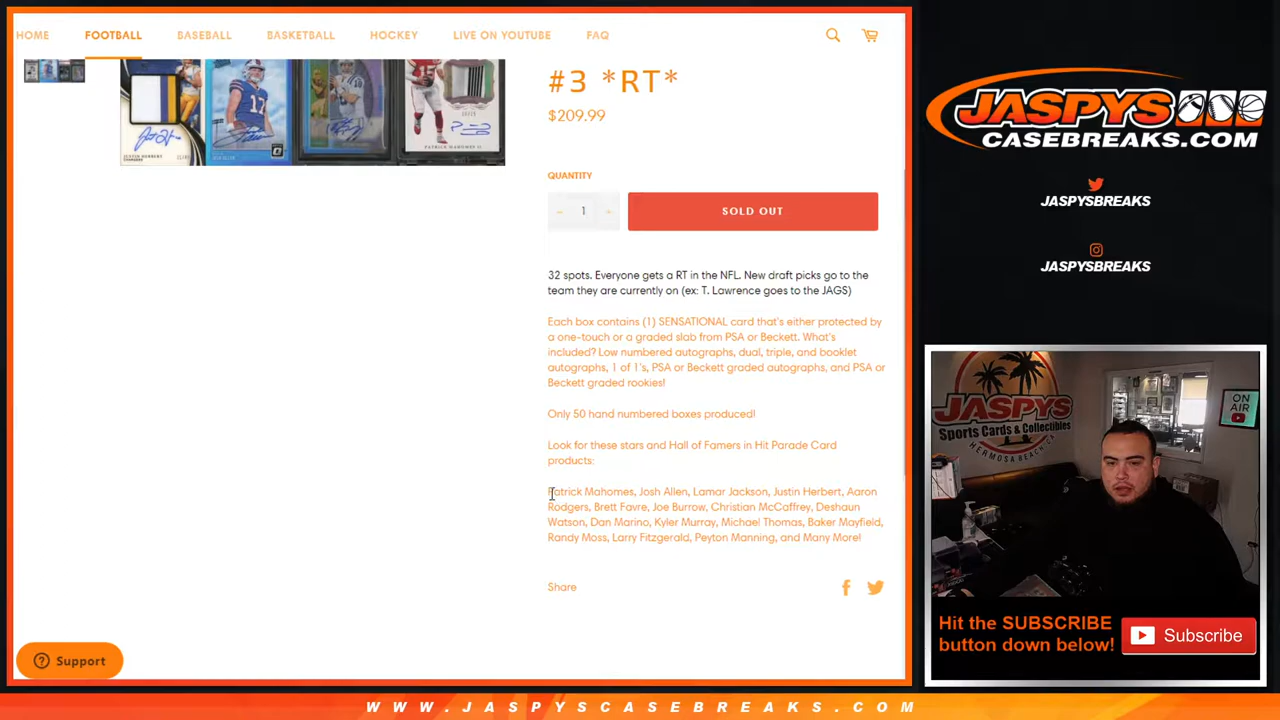 HOME FOOTBALL BASEBALL BASKETBALL HOCKEY LIVE ON YOUTUBE FAQ
#3 *RT*
$209.99
QUANTITY
− 1 + SOLD OUT
32 spots. Everyone gets a RT in the NFL. New draft picks go to the
team they are currently on (ex: T. Lawrence goes to the JAGS)
Each box contains (1) SENSATIONAL card that's either protected by
a one-touch or a graded slab from PSA or Beckett. What's
included? Low numbered autographs, dual, triple, and booklet
autographs, 1 of 1's, PSA or Beckett graded autographs, and PSA or
Beckett graded rookies!
Only 50 hand numbered boxes produced!
Look for these stars and Hall of Famers in Hit Parade Card
products:
Patrick Mahomes, Josh Allen, Lamar Jackson, Justin Herbert, Aaron
Rodgers, Brett Favre, Joe Burrow, Christian McCaffrey, Deshaun
Watson, Dan Marino, Kyler Murray, Michael Thomas, Baker Mayfield,
Randy Moss, Larry Fitzgerald, Peyton Manning, and Many More!
Share
Support
JASPYS
CASEBREAKS.COM
JASPYSBREAKS
JASPYSBREAKS
JASPYS
Sports Cards & Collectibles
HERMOSA BEACH, CA
ON
AIR
Hit the SUBSCRIBE
button down below!
Subscribe
WWW.JASPYSCASEBREAKS.COM